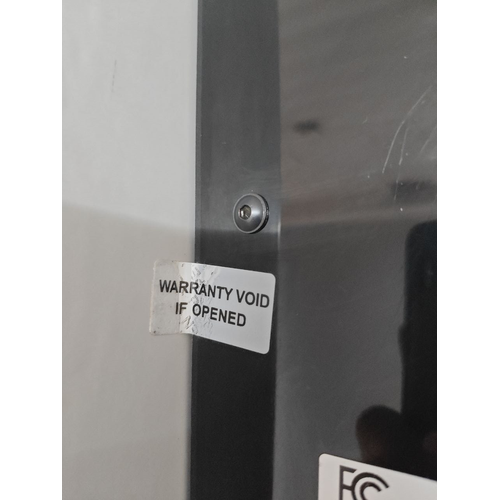 WARRANTY VOID
IF OPENED
FC